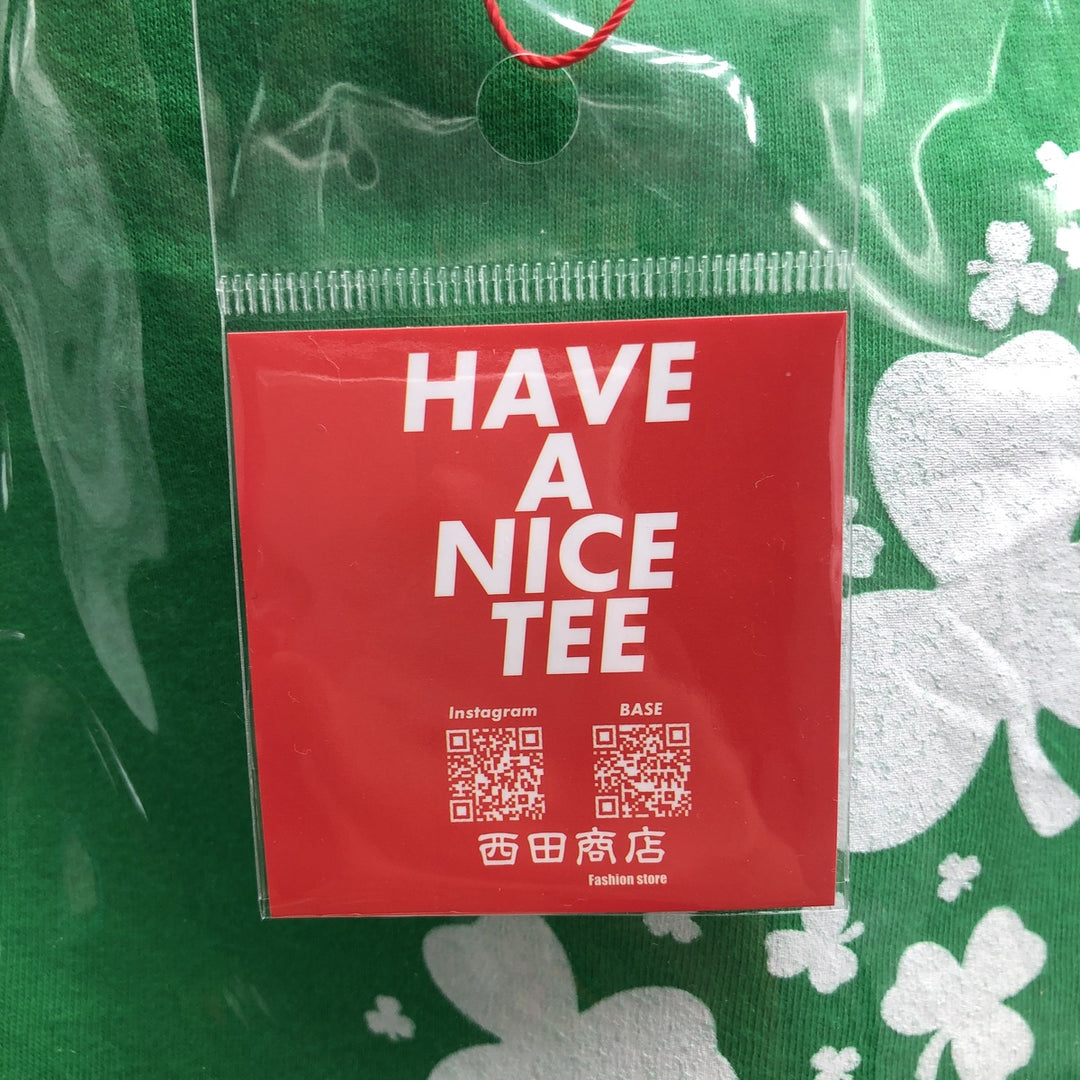 HAVE
A
NICE
TEE
Instagram BASE
西田商店
Fashion store